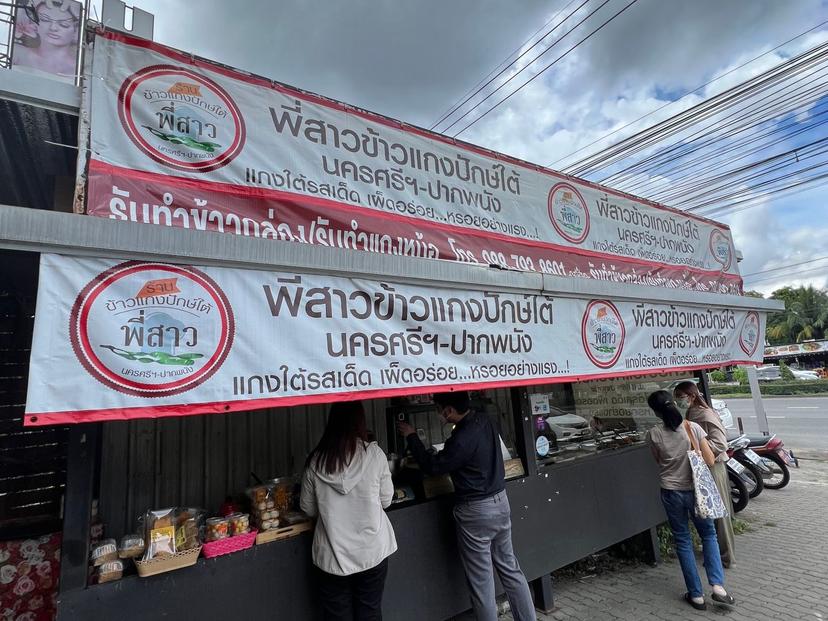 ร้าน
ข้าวแกงปักษ์ใต้
พี่สาว
นครศรีฯ-ปากพนัง
พี่สาวข้าวแกงปักษ์ใต้
นครศรีฯ-ปากพนัง
แกงใต้รสเด็ด เผ็ดอร่อย...หรอยอย่างแรง...!
รับทำข้าวกล่อง/รับทำแกงหม้อ โทร.
พี่สาว
พี่สาวข้าวแกงปักษ์ใต้
นครศรีฯ-ปากพนัง
แกงใต้รสเด็ด เผ็ดอร่อย...หรอยอย่างแรง...!
ร้าน
ข้าวแกงปักษ์ใต้
พี่สาว
นครศรีฯ-ปากพนัง
พี่สาวข้าวแกงปักษ์ใต้
นครศรีฯ-ปากพนัง
แกงใต้รสเด็ด เผ็ดอร่อย...หรอยอย่างแรง...!
พี่สาว
พี่สาวข้าวแกงปักษ์ใต้
นครศรีฯ-ปากพนัง
แกงใต้รสเด็ด เผ็ดอร่อย...หรอยอย่างแรง...!